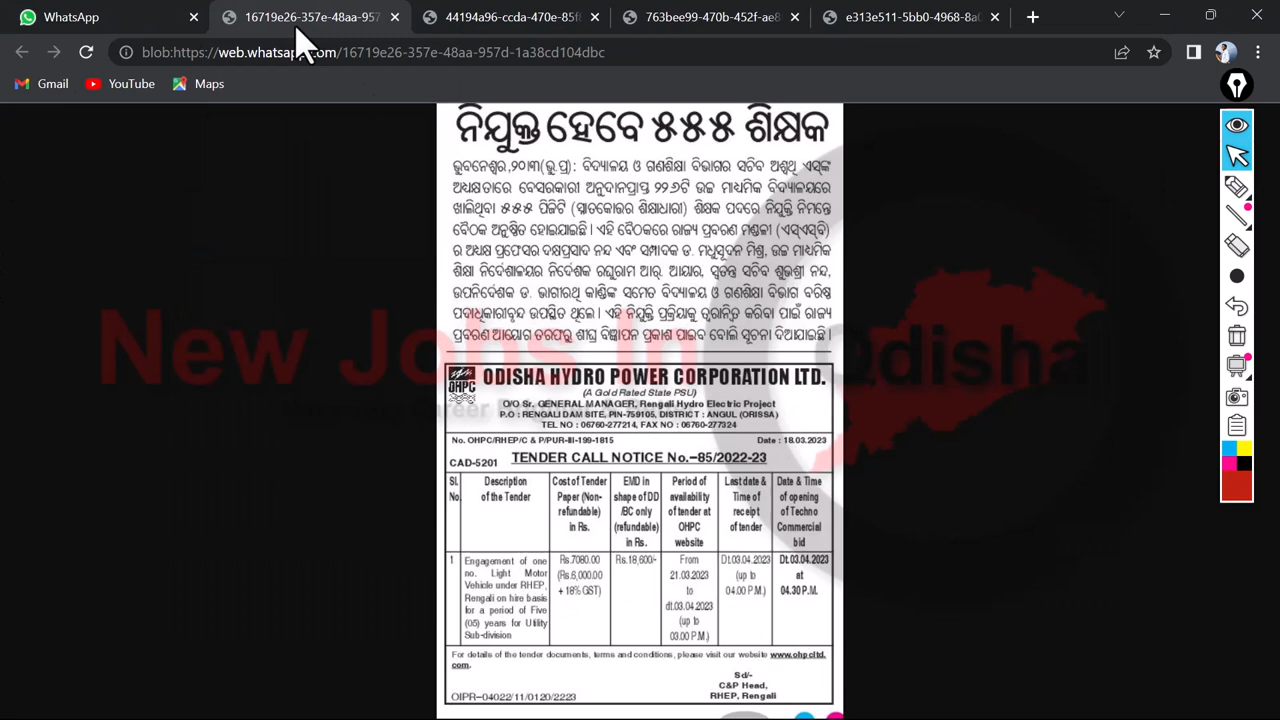 WhatsApp
16719e26-357e-48aa-957
44194a96-ccda-470e-85f8
763bee99-470b-452f-ae8
e313e511-5bb0-4968-8a0
blob:https://web.whatsapp.com/16719e26-357e-48aa-957d-1a38cd104dbc
Gmail YouTube Maps
ନିଯୁକ୍ତ ହେବେ ୫୫୫ ଶିକ୍ଷକ
ଭୁବନେଶ୍ୱର,୨୦।୩(ଭୁ.ପ୍ର): ବିଦ୍ୟାଳୟ ଓ ଗଣଶିକ୍ଷା ବିଭାଗର ସଚିବ ଅଶ୍ୱଥି ଏସ୍‌ଙ୍କ
ଅଧ୍ୟକ୍ଷତାରେ ବେସରକାରୀ ଅନୁଦାନପ୍ରାପ୍ତ ୨୨୬ଟି ଉଚ୍ଚ ମାଧ୍ୟମିକ ବିଦ୍ୟାଳୟରେ
ଖାଲିଥିବା ୫୫୫ ପିଜିଟି (ସ୍ନାତକୋତ୍ତର ଶିକ୍ଷାଧାରୀ) ଶିକ୍ଷକ ପଦରେ ନିଯୁକ୍ତି ନିମନ୍ତେ
ବୈଠକ ଅନୁଷ୍ଠିତ ହୋଇଯାଇଛି। ଏହି ବୈଠକରେ ରାଜ୍ୟ ପ୍ରବରଣ ମଣ୍ଡଳୀ (ଏସ୍‌ଏସ୍‌ବି)
ର ଅଧ୍ୟକ୍ଷ ପ୍ରଫେସର ଦକ୍ଷପ୍ରସାଦ ନନ୍ଦ ଏବଂ ସମ୍ପାଦକ ଡ. ମଧୁସୂଦନ ମିଶ୍ର, ଉଚ୍ଚ ମାଧ୍ୟମିକ
ଶିକ୍ଷା ନିର୍ଦେଶାଳୟର ନିର୍ଦେଶକ ରଘୁରାମ ଆର୍. ଆୟାର, ସ୍ୱତନ୍ତ୍ର ସଚିବ ଶୁଭଶ୍ରୀ ନନ୍ଦ,
ଉପନିର୍ଦେଶକ ଡ. ଭାଗୀରଥି କାଣ୍ଡିଙ୍କ ସମେତ ବିଦ୍ୟାଳୟ ଓ ଗଣଶିକ୍ଷା ବିଭାଗ ବରିଷ୍ଠ
ପଦାଧିକାରୀବୃନ୍ଦ ଉପସ୍ଥିତ ଥିଲେ। ଏହି ନିଯୁକ୍ତି ପ୍ରକ୍ରିୟାକୁ ତ୍ୱରାନ୍ୱିତ କରିବା ପାଇଁ ରାଜ୍ୟ
ପ୍ରବରଣ ଆୟୋଗ ତରଫରୁ ଶୀଘ୍ର ବିଜ୍ଞାପନ ପ୍ରକାଶ ପାଇବ ବୋଲି ସୂଚନା ଦିଆଯାଇଛି।
New Jobs In Odisha
OHPC
ODISHA HYDRO POWER CORPORATION LTD.
(A Gold Rated State PSU)
O/O Sr. GENERAL MANAGER, Rengali Hydro Electric Project
P.O : RENGALI DAM SITE, PIN-759105, DISTRICT : ANGUL (ORISSA)
TEL NO : 06760-277214, FAX NO : 06760-277324
No. OHPC/RHEP/C & P/PUR-III-199-1815 Date : 18.03.2023
CAD-5201 TENDER CALL NOTICE No.-85/2022-23
Sl. Description Cost of Tender EMD in Period of Last date & Date & Time
No. of the Tender Paper (Non- shape of DD availability Time of of opening
refundable) /BC only of tender at receipt of Techno
in Rs. (refundable) OHPC of tender Commercial
in Rs. website bid
1 Engagement of one Rs.7080.00 Rs.18,600/- From Dt.03.04.2023 Dt.03.04.2023
no. Light Motor (Rs.6,000.00 21.03.2023 (up to at
Vehicle under RHEP, + 18% GST) to 04.00 P.M.) 04.30 P.M.
Rengali on hire basis dt.03.04.2023
for a period of Five (up to
(05) years for Utility 03.00 P.M.)
Sub-division
For details of the tender documents, terms and conditions, please visit our website www.ohpcltd.
com.
Sd/-
C&P Head,
OIPR-04022/11/0120/2223 RHEP, Rengali